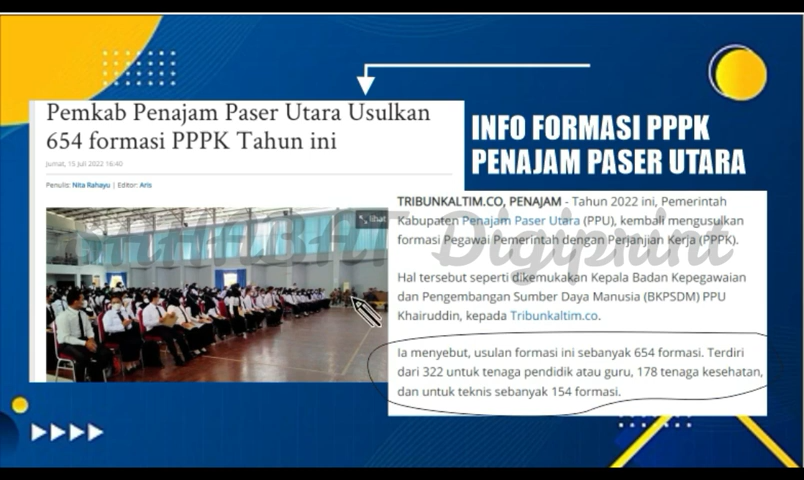 Pemkab Penajam Paser Utara Usulkan
654 formasi PPPK Tahun ini
Jumat, 15 Juli 2022 16:40
Penulis: Nita Rahayu | Editor: Aris
lihat
INFO FORMASI PPPK
PENAJAM PASER UTARA
TRIBUNKALTIM.CO, PENAJAM - Tahun 2022 ini, Pemerintah
Kabupaten Penajam Paser Utara (PPU), kembali mengusulkan
formasi Pegawai Pemerintah dengan Perjanjian Kerja (PPPK).
Hal tersebut seperti dikemukakan Kepala Badan Kepegawaian
dan Pengembangan Sumber Daya Manusia (BKPSDM) PPU
Khairuddin, kepada Tribunkaltim.co.
Ia menyebut, usulan formasi ini sebanyak 654 formasi. Terdiri
dari 322 untuk tenaga pendidik atau guru, 178 tenaga kesehatan,
dan untuk teknis sebanyak 154 formasi.
Digiprint